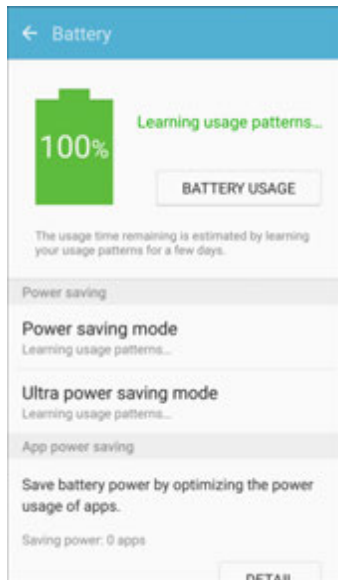 Battery
Learning usage patterns...
100%
BATTERY USAGE
The usage time remaining is estimated by learning
your usage patterns for a few days.
Power saving
Power saving mode
Learning usage patterns...
Ultra power saving mode
Learning usage patterns...
App power saving
Save battery power by optimizing the power
usage of apps.
Saving power: 0 apps
DETAIL